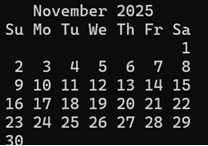 November 2025
Su Mo Tu We Th Fr Sa
1
2 3 4 5 6 7 8
9 10 11 12 13 14 15
16 17 18 19 20 21 22
23 24 25 26 27 28 29
30